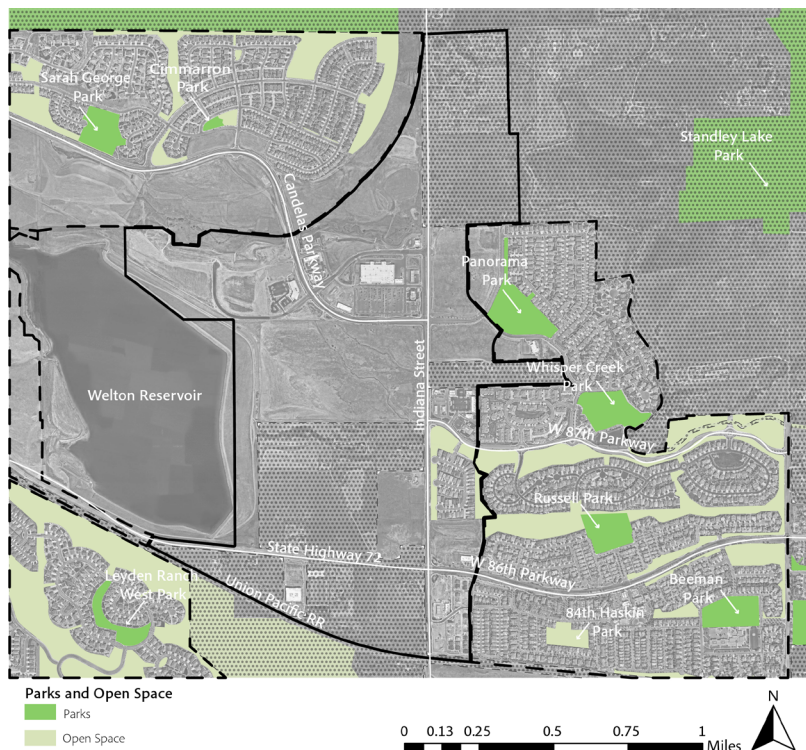 Sarah George
Park
Cimmarron
Park
Standley Lake
Park
Candelas Parkway
Panorama
Park
Indiana Street
Whisper Creek
Park
Welton Reservoir
W 87th Parkway
Russell Park
State Highway 72
W 86th Parkway
Leyden Ranch
West Park
Union Pacific RR
Beeman
Park
84th Haskin
Park
Parks and Open Space
Parks
Open Space
N
0 0.13 0.25 0.5 0.75 1
Miles